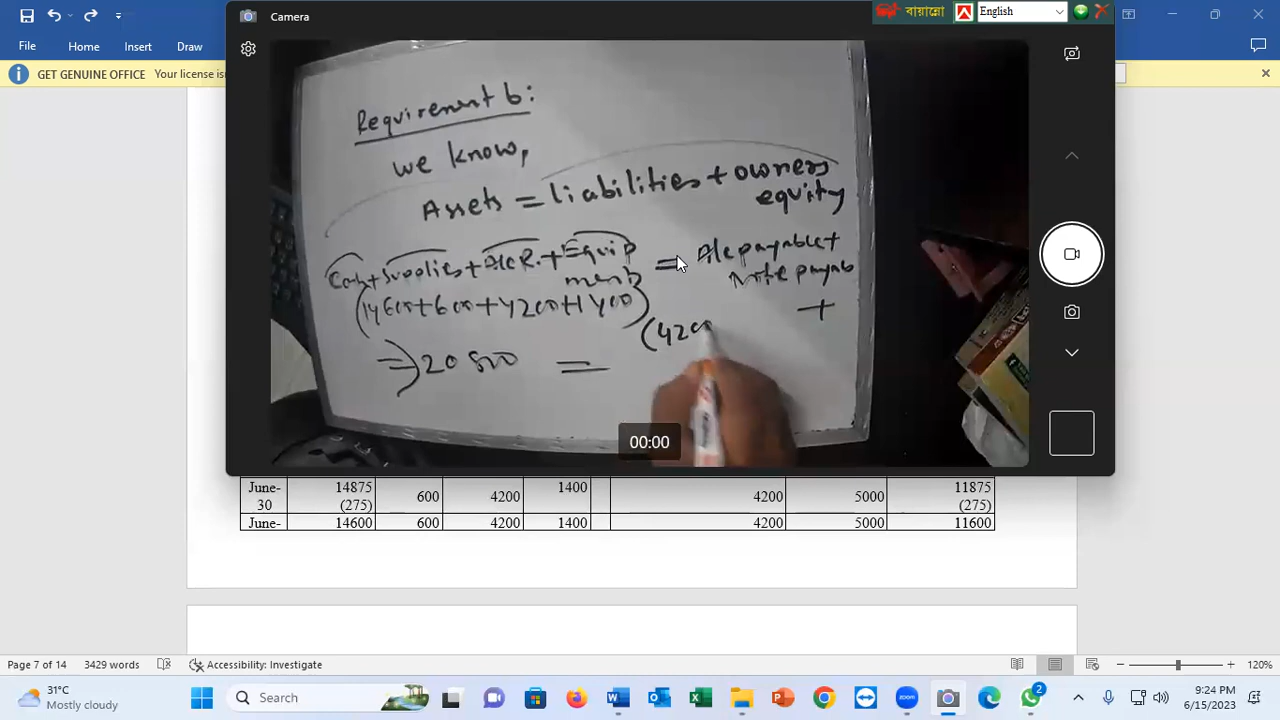 Camera
বায়ান্নো
English
File Home Insert Draw
GET GENUINE OFFICE Your license isn
Requirement b:
we know,
Assets = liabilities + owners
equity
Cash + Supplies + A/c R. + Equip
ment = A/c payable +
Note payab
(14600 + 600 + 4200 + 1400) +
⇒ 20800 = (4200
00:00
June-30 14875 (275) 600 4200 1400 4200 5000 11875 (275)
June- 14600 600 4200 1400 4200 5000 11600
Page 7 of 14 3429 words Accessibility: Investigate 120%
31°C
Mostly cloudy
Search
2
9:24 PM
6/15/2023